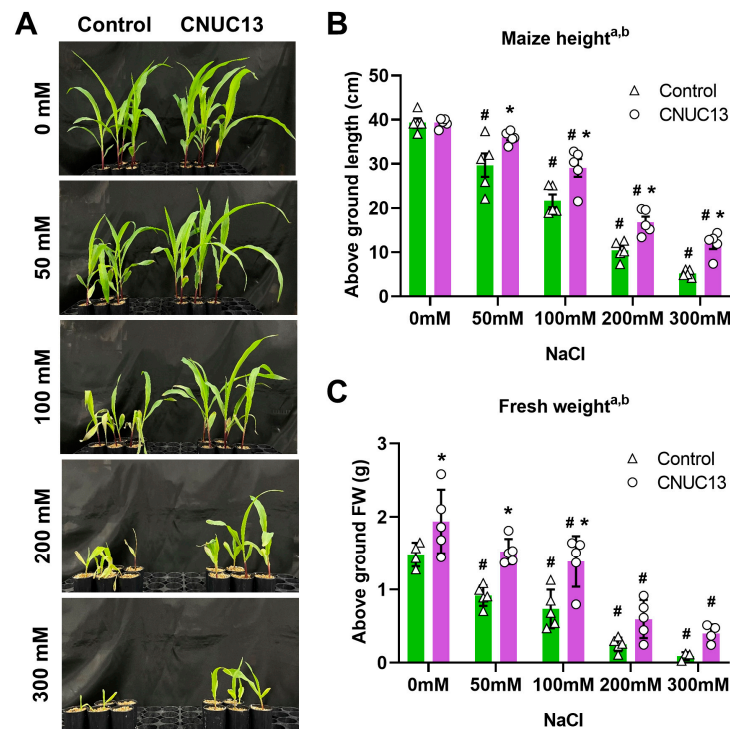 A
Control CNUC13
0 mM
50 mM
100 mM
200 mM
300 mM
B
Maize height^a,b
Above ground length (cm)
50
40
30
20
10
0
Control
CNUC13
# *
# # *
# # *
# # *
0mM 50mM 100mM 200mM 300mM
NaCl
C
Fresh weight^a,b
Above ground FW (g)
3
2
1
0
Control
CNUC13
*
# *
# # *
# #
# #
0mM 50mM 100mM 200mM 300mM
NaCl